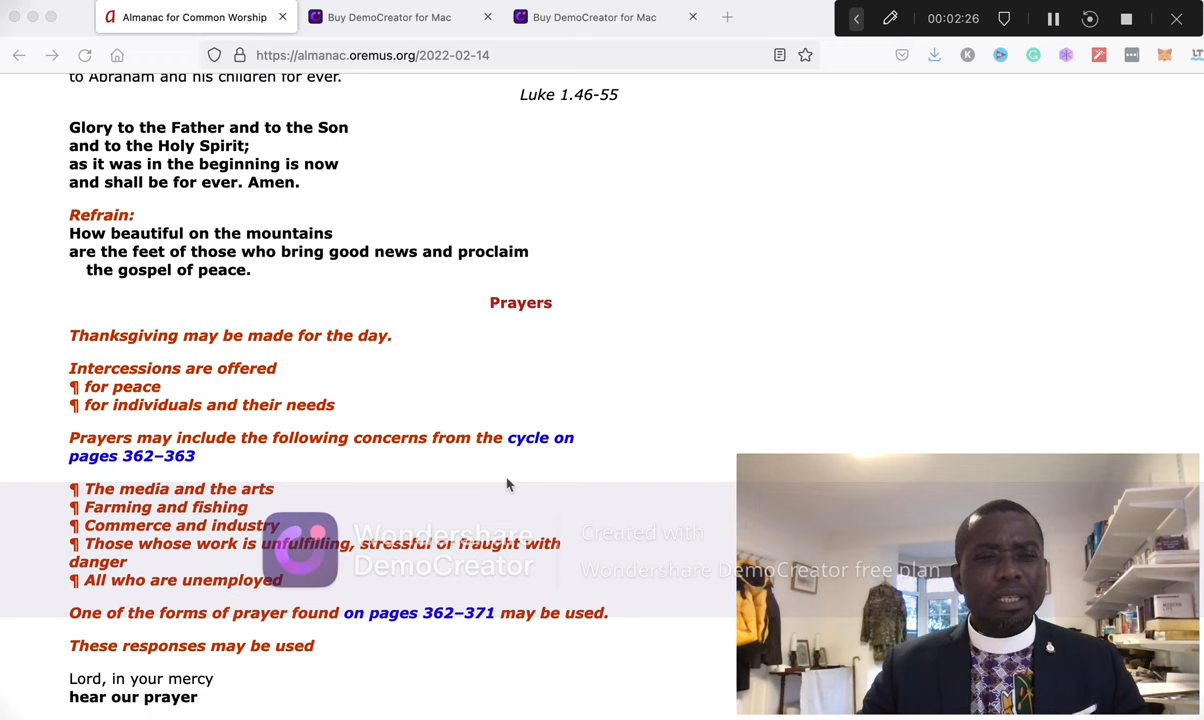 Almanac for Common Worship
Buy DemoCreator for Mac
Buy DemoCreator for Mac
00:02:26
https://almanac.oremus.org/2022-02-14
to Abraham and his children for ever.
Luke 1.46-55
Glory to the Father and to the Son
and to the Holy Spirit;
as it was in the beginning is now
and shall be for ever. Amen.
Refrain:
How beautiful on the mountains
are the feet of those who bring good news and proclaim
the gospel of peace.
Prayers
Thanksgiving may be made for the day.
Intercessions are offered
¶ for peace
¶ for individuals and their needs
Prayers may include the following concerns from the cycle on
pages 362–363
¶ The media and the arts
¶ Farming and fishing
¶ Commerce and industry
¶ Those whose work is unfulfilling, stressful or fraught with
danger
¶ All who are unemployed
Wondershare
DemoCreator
Created with
Wondershare DemoCreator free plan
One of the forms of prayer found on pages 362–371 may be used.
These responses may be used
Lord, in your mercy
hear our prayer